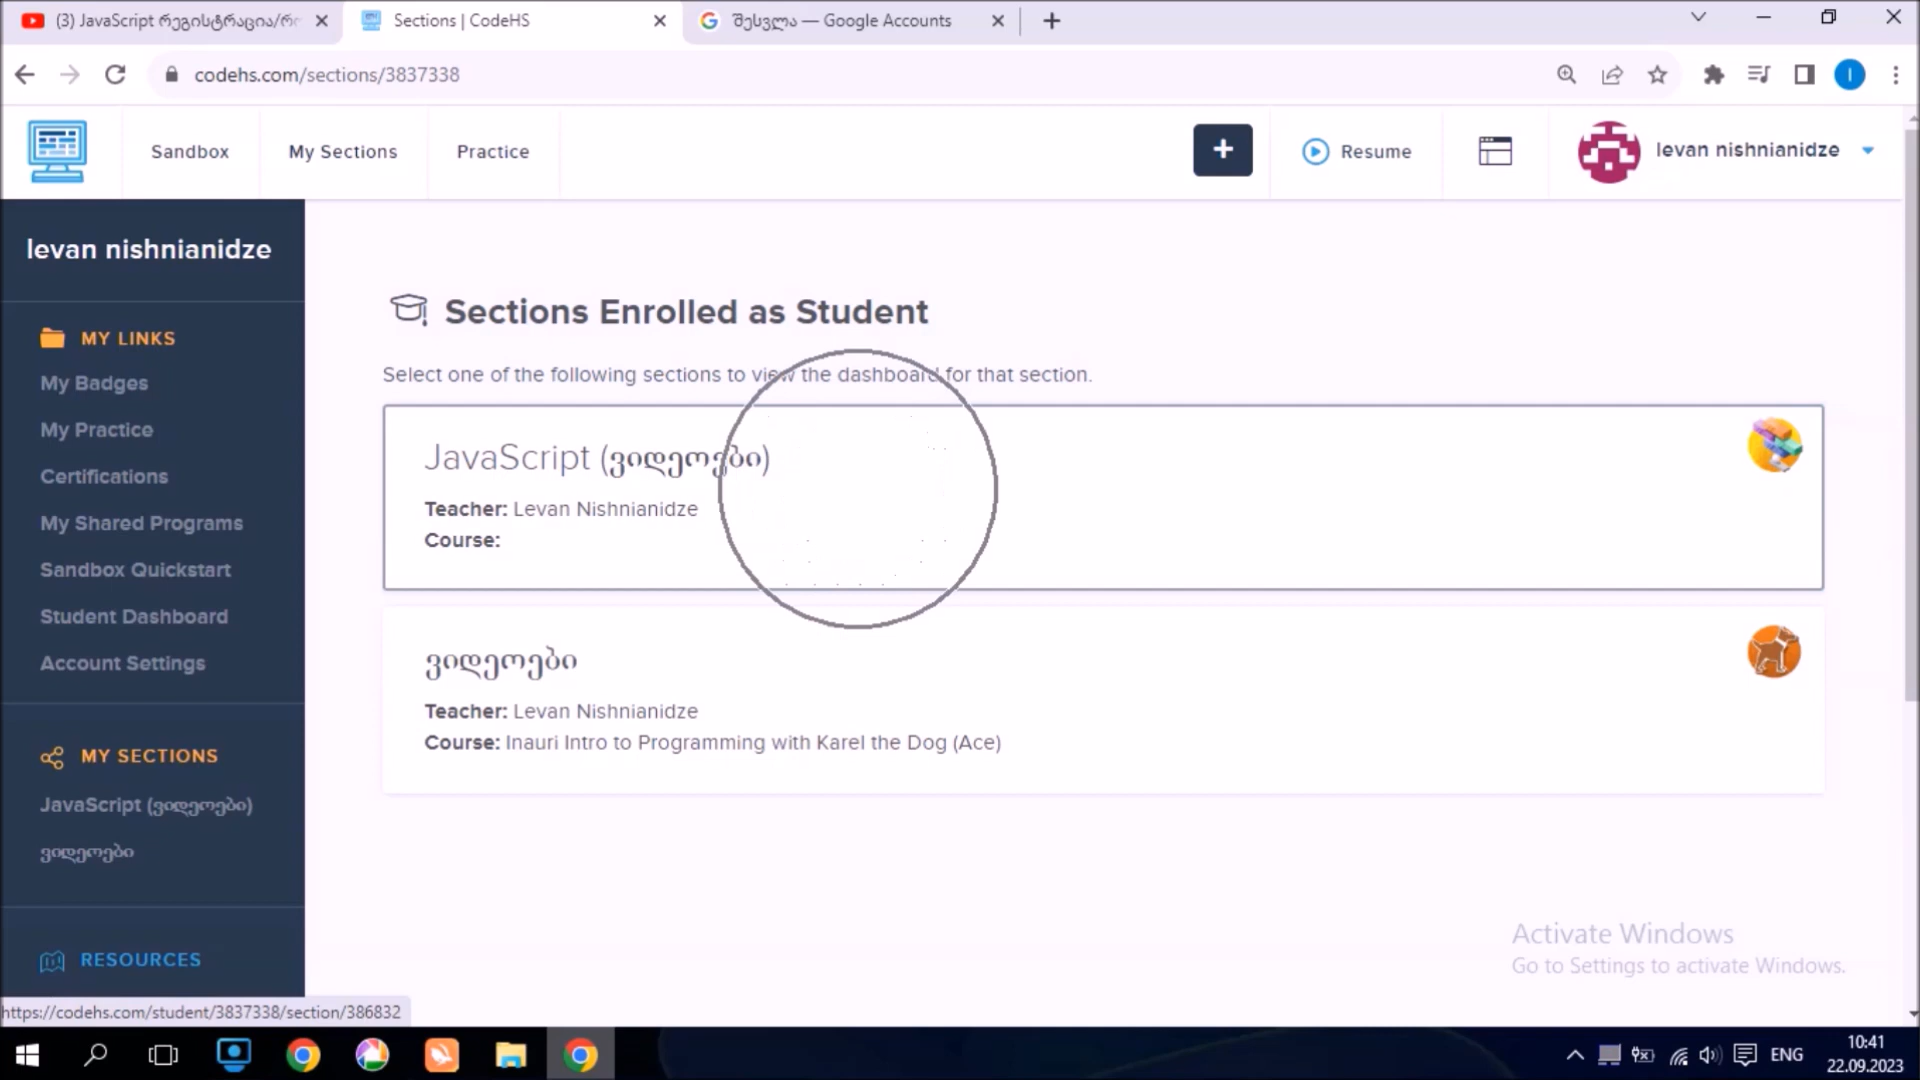 (3) JavaScript რეგისტრაცია/რო
Sections | CodeHS
შესვლა — Google Accounts
codehs.com/sections/3837338
Sandbox
My Sections
Practice
+
Resume
levan nishnianidze
levan nishnianidze
MY LINKS
My Badges
My Practice
Certifications
My Shared Programs
Sandbox Quickstart
Student Dashboard
Account Settings
MY SECTIONS
JavaScript (ვიდეოები)
ვიდეოები
RESOURCES
Sections Enrolled as Student
Select one of the following sections to view the dashboard for that section.
JavaScript (ვიდეოები)
Teacher: Levan Nishnianidze
Course:
ვიდეოები
Teacher: Levan Nishnianidze
Course: Inauri Intro to Programming with Karel the Dog (Ace)
Activate Windows
Go to Settings to activate Windows.
https://codehs.com/student/3837338/section/386832
ENG
10:41
22.09.2023